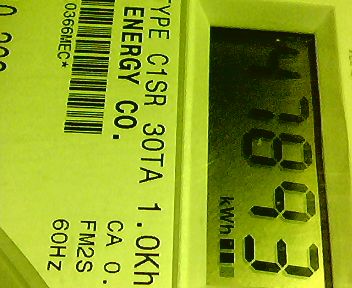 47893
kWh
TYPE C1SR 30TA 1.0Kh
ENERGY CO.
CA 0.
FM2S
60Hz
0366MEC*